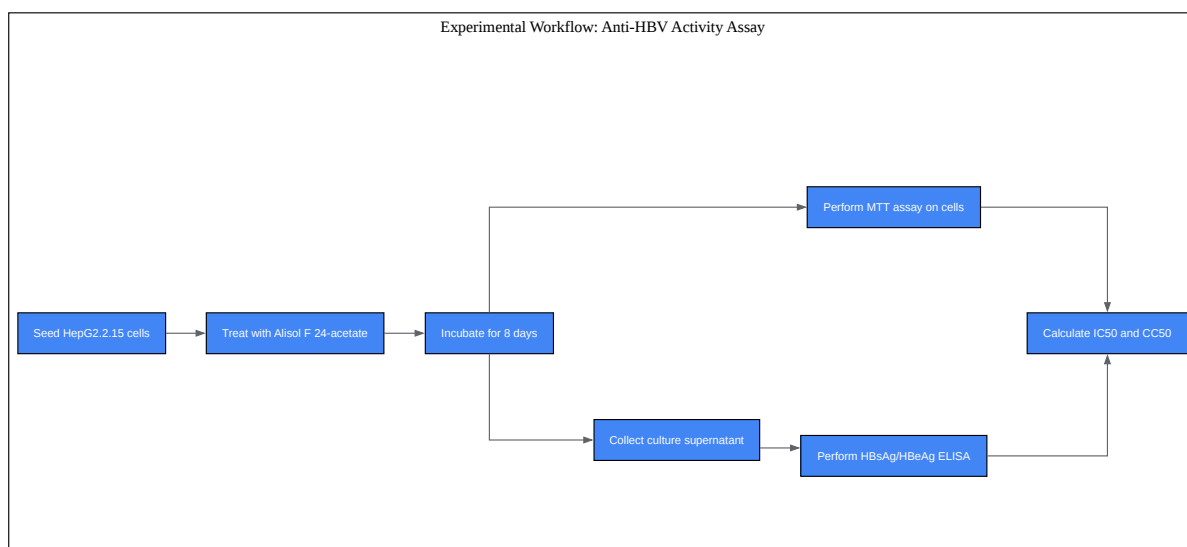 Experimental Workflow: Anti-HBV Activity Assay
Perform MTT assay on cells
Seed HepG2.2.15 cells
Treat with Alisol F 24-acetate
Incubate for 8 days
Calculate IC50 and CC50
Collect culture supernatant
Perform HBsAg/HBeAg ELISA